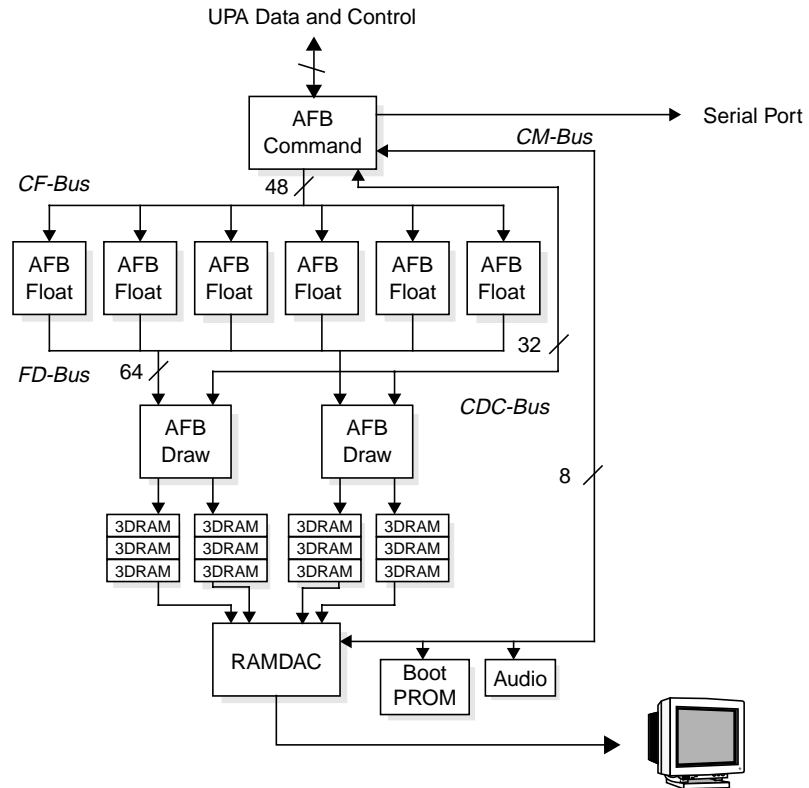 UPA Data and Control
AFB
Command
Serial Port
CM-Bus
CF-Bus
48
AFB
Float
AFB
Float
AFB
Float
AFB
Float
AFB
Float
AFB
Float
32
FD-Bus
64
CDC-Bus
AFB
Draw
AFB
Draw
8
3DRAM
3DRAM
3DRAM
3DRAM
3DRAM
3DRAM
3DRAM
3DRAM
3DRAM
3DRAM
3DRAM
3DRAM
RAMDAC
Boot
PROM
Audio